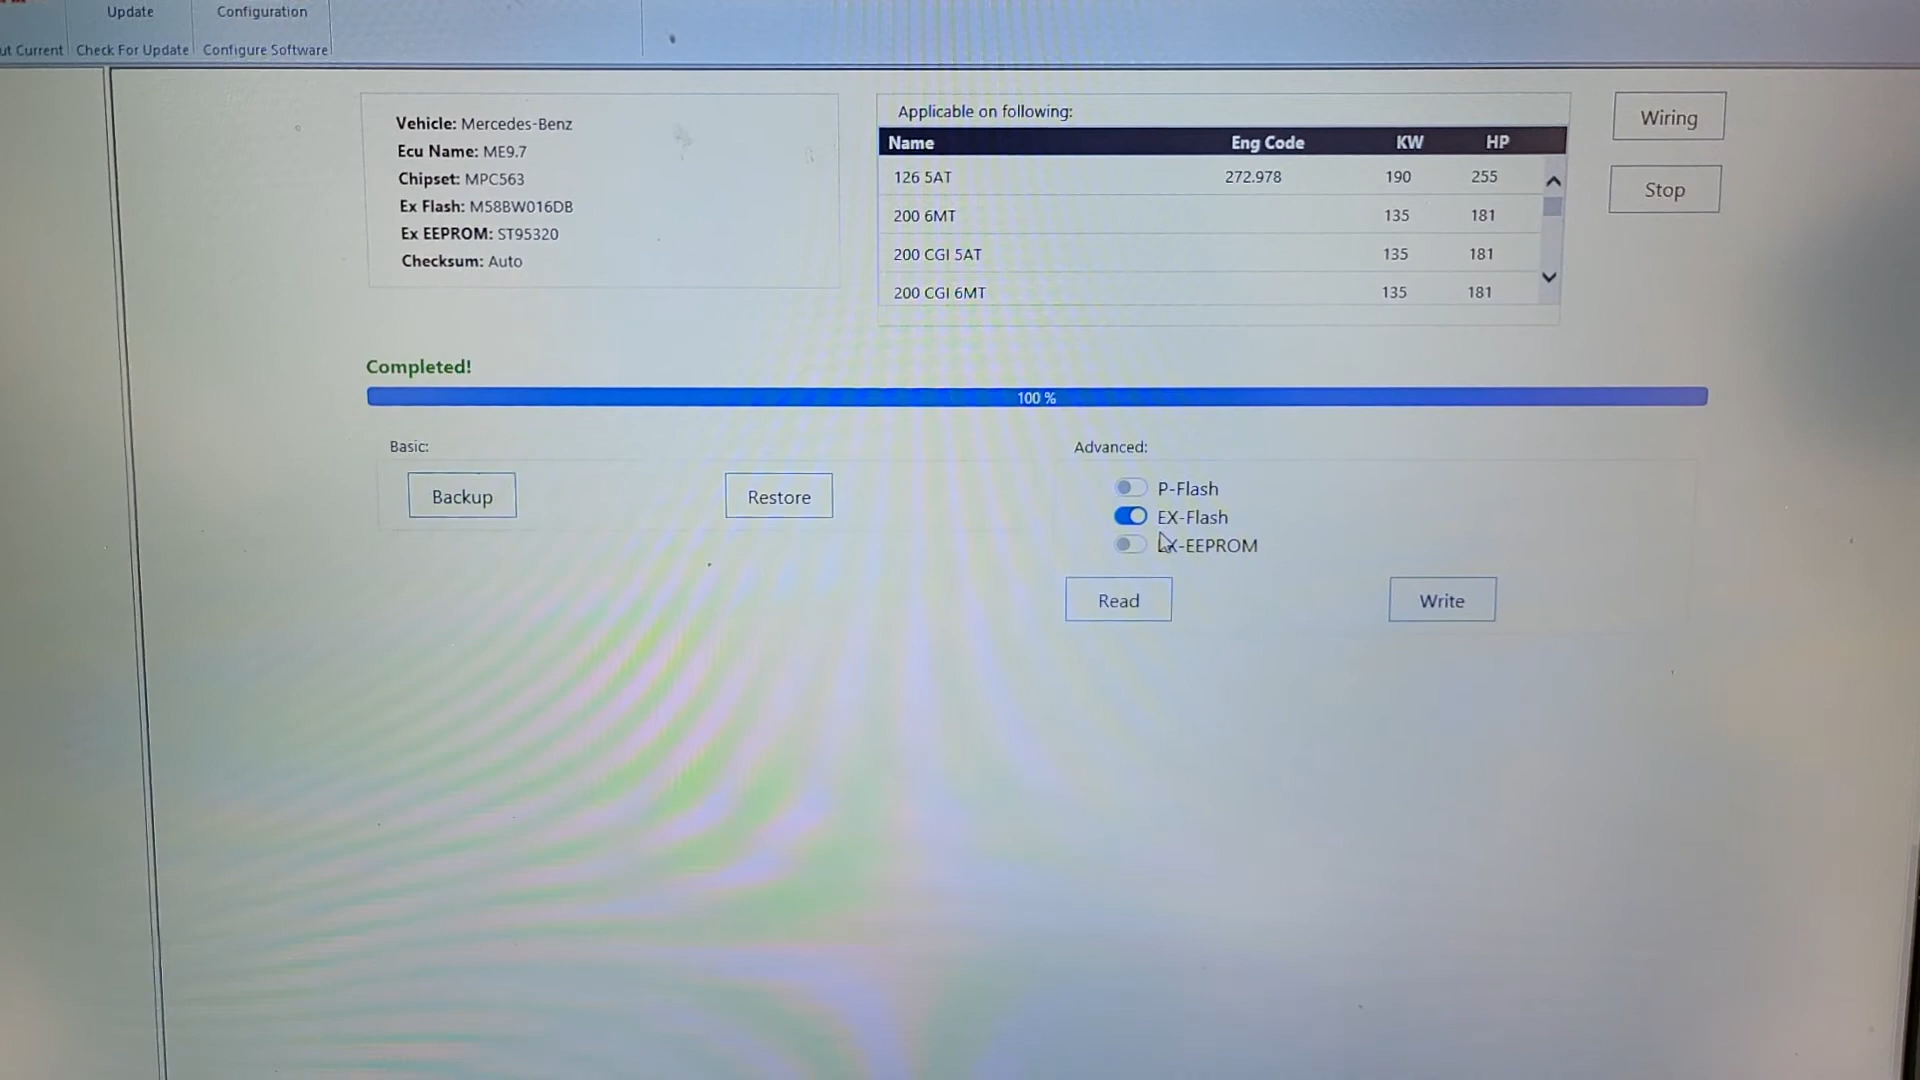 Update
Configuration
ut Current
Check For Update
Configure Software
Vehicle: Mercedes-Benz
Ecu Name: ME9.7
Chipset: MPC563
Ex Flash: M58BW016DB
Ex EEPROM: ST95320
Checksum: Auto
Applicable on following:
Name Eng Code KW HP
126 5AT 272.978 190 255
200 6MT 135 181
200 CGI 5AT 135 181
200 CGI 6MT 135 181
Wiring
Stop
Completed!
100 %
Basic:
Backup
Restore
Advanced:
P-Flash
EX-Flash
EX-EEPROM
Read
Write